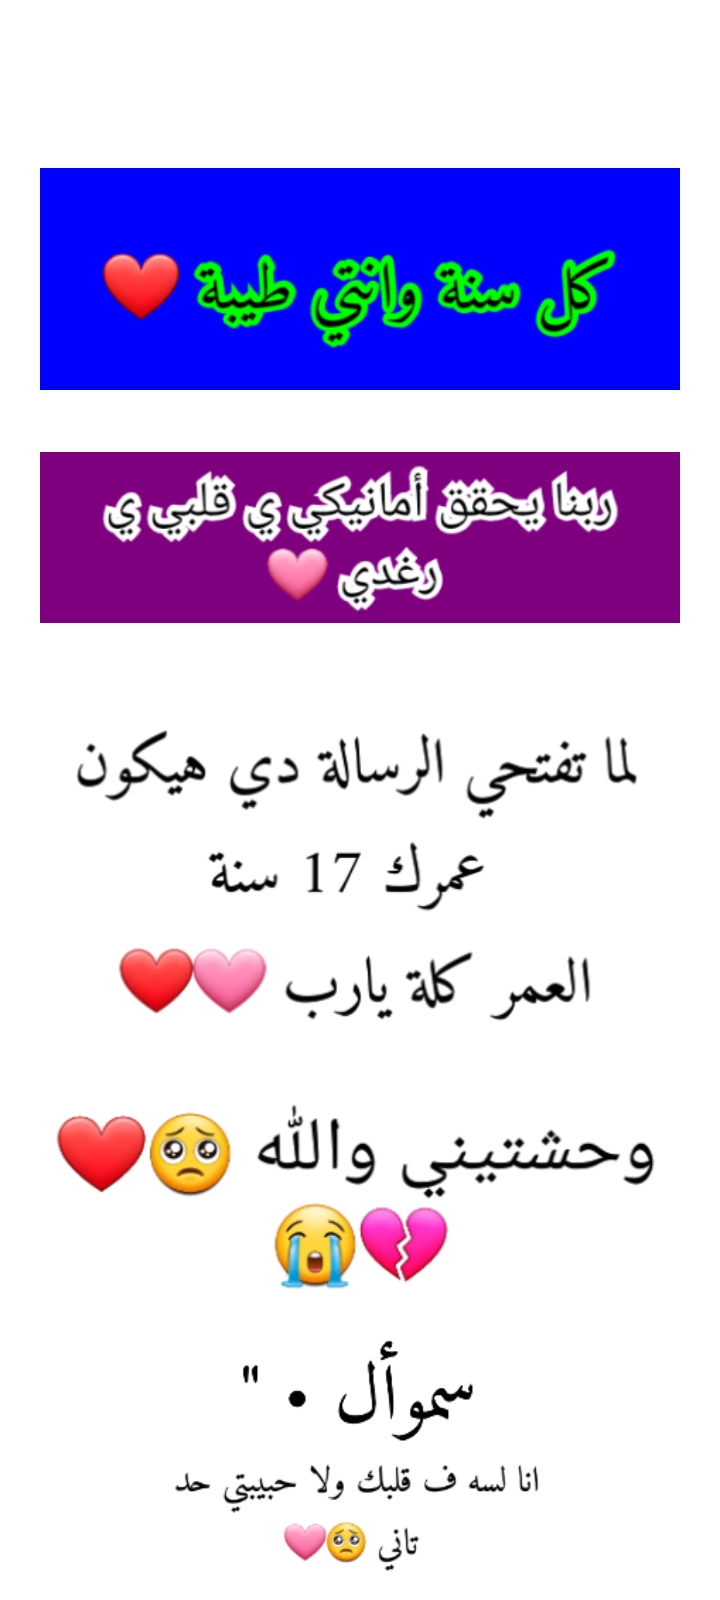 كل سنة وانتي طيبة ❤️
ربنا يحقق أمانيكي ي قلبي ي
رغدي 🩷
لما تفتحي الرسالة دي هيكون
عمرك 17 سنة
العمر كلة يارب 🩷❤️
وحشتيني والله 🥺❤️
💔😭
سموأل • "
انا لسه ف قلبك ولا حبيبتي حد
تاني 🥺🩷